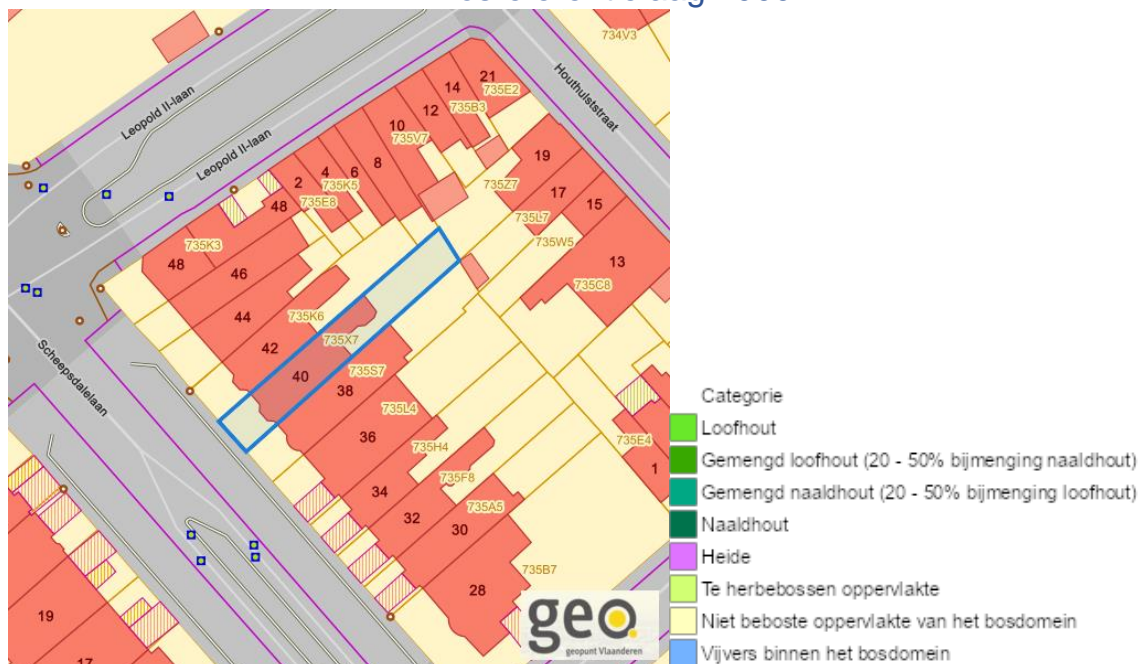 734V3
Leopold II-laan
Leopold II-laan
Houthulststraat
14
21
735E2
12
735B3
10
735V7
8
6
4
735K5
2
735E8
48
735K3
48
46
44
735K6
42
735X7
40
735S7
38
735L4
36
735H4
34
735F8
32
735A5
30
28
735B7
19
735Z7
17
735L7
15
735W5
13
735C8
735E4
1
Scheepsdalelaan
19
17
geo
geopunt Vlaanderen
Categorie
Loofhout
Gemengd loofhout (20 - 50% bijmenging naaldhout)
Gemengd naaldhout (20 - 50% bijmenging loofhout)
Naaldhout
Heide
Te herbebossen oppervlakte
Niet beboste oppervlakte van het bosdomein
Vijvers binnen het bosdomein